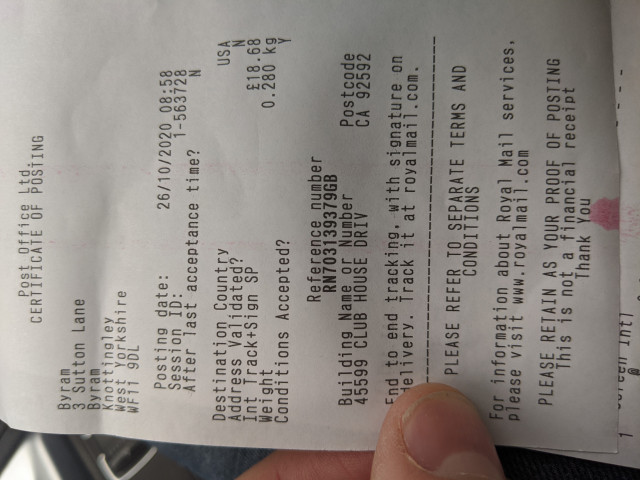 Post Office Ltd.
CERTIFICATE OF POSTING
Byram
3 Sutton Lane
Byram
Knottingley
West Yorkshire
WF11 9DL
Posting date: 26/10/2020 08:58
Session ID: 1-563728
After last acceptance time? N
Destination Country USA
Address Validated? N
Int Track+Sign SP £18.68
Weight 0.280 kg
Conditions Accepted? Y
Reference number
RN703139379GB
Building Name or Number Postcode
45599 CLUB HOUSE DRIV CA 92592
End to end tracking, with signature on
delivery. Track it at royalmail.com.
PLEASE REFER TO SEPARATE TERMS AND
CONDITIONS
For information about Royal Mail services,
please visit www.royalmail.com
PLEASE RETAIN AS YOUR PROOF OF POSTING
This is not a financial receipt
Thank You